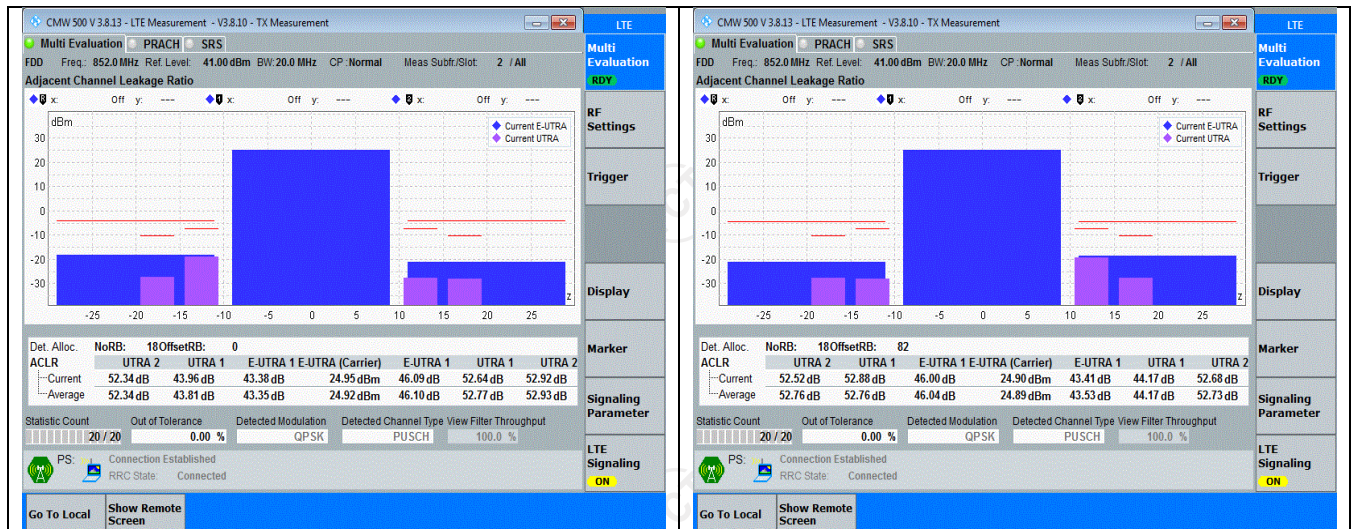 CMW 500 V 3.8.13 - LTE Measurement - V3.8.10 - TX Measurement
LTE
Multi Evaluation PRACH SRS
Multi Evaluation
RDY
FDD Freq.: 852.0 MHz Ref. Level: 41.00 dBm BW: 20.0 MHz CP : Normal Meas Subfr./Slot: 2 / All
Adjacent Channel Leakage Ratio
x: Off y: --- x: Off y: --- x: Off y: ---
dBm
Current E-UTRA
Current UTRA
30
20
10
0
-10
-20
-30
z
-25 -20 -15 -10 -5 0 5 10 15 20 25
RF Settings
Trigger
Display
Marker
Signaling Parameter
LTE Signaling
ON
Det. Alloc. NoRB: 18 OffsetRB: 0
ACLR UTRA 2 UTRA 1 E-UTRA 1 E-UTRA (Carrier) E-UTRA 1 UTRA 1 UTRA 2
Current 52.34 dB 43.96 dB 43.38 dB 24.95 dBm 46.09 dB 52.64 dB 52.92 dB
Average 52.34 dB 43.81 dB 43.35 dB 24.92 dBm 46.10 dB 52.77 dB 52.93 dB
Statistic Count Out of Tolerance Detected Modulation Detected Channel Type View Filter Throughput
20 / 20 0.00 % QPSK PUSCH 100.0 %
PS: Connection Established
RRC State: Connected
Go To Local Show Remote Screen
CMW 500 V 3.8.13 - LTE Measurement - V3.8.10 - TX Measurement
LTE
Multi Evaluation PRACH SRS
Multi Evaluation
RDY
FDD Freq.: 852.0 MHz Ref. Level: 41.00 dBm BW: 20.0 MHz CP : Normal Meas Subfr./Slot: 2 / All
Adjacent Channel Leakage Ratio
x: Off y: --- x: Off y: --- x: Off y: ---
dBm
Current E-UTRA
Current UTRA
30
20
10
0
-10
-20
-30
z
-25 -20 -15 -10 -5 0 5 10 15 20 25
RF Settings
Trigger
Display
Marker
Signaling Parameter
LTE Signaling
ON
Det. Alloc. NoRB: 18 OffsetRB: 82
ACLR UTRA 2 UTRA 1 E-UTRA 1 E-UTRA (Carrier) E-UTRA 1 UTRA 1 UTRA 2
Current 52.52 dB 52.88 dB 46.00 dB 24.90 dBm 43.41 dB 44.17 dB 52.68 dB
Average 52.76 dB 52.76 dB 46.04 dB 24.89 dBm 43.53 dB 44.17 dB 52.73 dB
Statistic Count Out of Tolerance Detected Modulation Detected Channel Type View Filter Throughput
20 / 20 0.00 % QPSK PUSCH 100.0 %
PS: Connection Established
RRC State: Connected
Go To Local Show Remote Screen